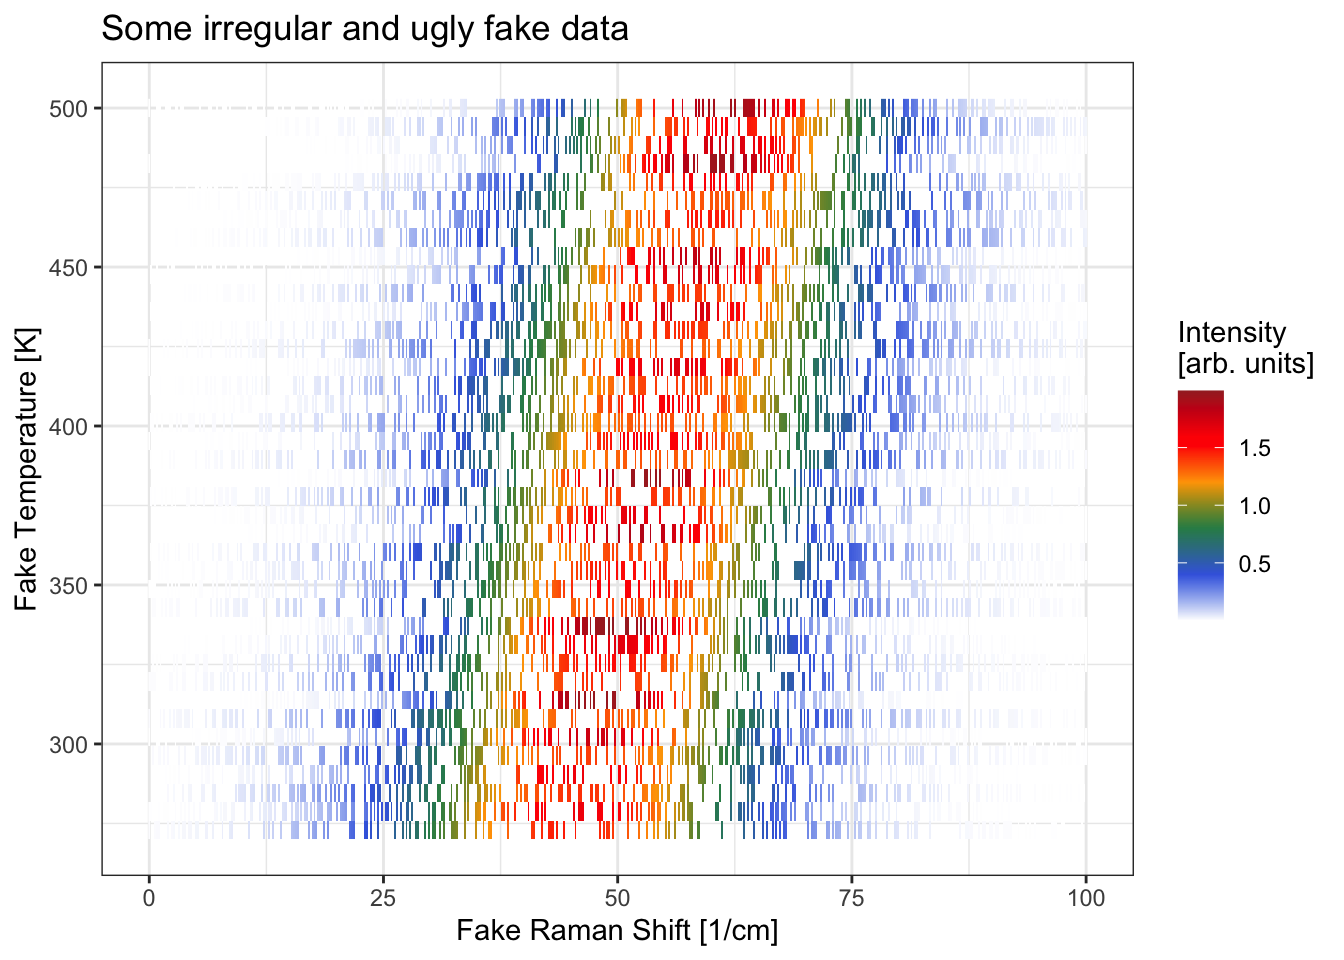 Some irregular and ugly fake data
500
450
400
350
300
Fake Temperature [K]
0
25
50
75
100
Fake Raman Shift [1/cm]
Intensity
[arb. units]
1.5
1.0
0.5